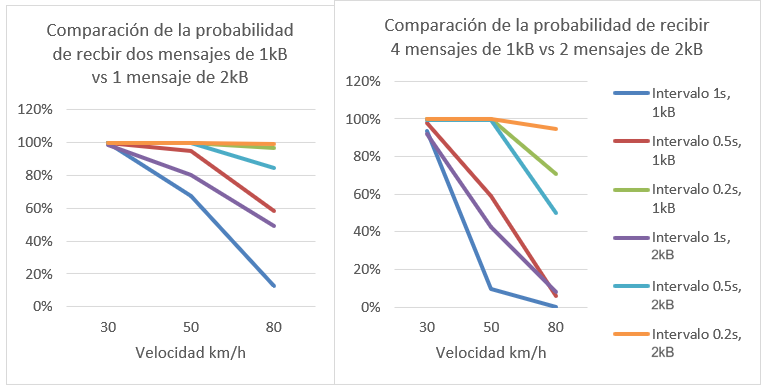 Comparación de la probabilidad
de recbir dos mensajes de 1kB
vs 1 mensaje de 2kB
120%
100%
80%
60%
40%
20%
0%
30 50 80
Velocidad km/h
Comparación de la probabilidad de recibir
4 mensajes de 1kB vs 2 mensajes de 2kB
120%
100%
80%
60%
40%
20%
0%
30 50 80
Velocidad km/h
Intervalo 1s,
1kB
Intervalo 0.5s,
1kB
Intervalo 0.2s,
1kB
Intervalo 1s,
2kB
Intervalo 0.5s,
2kB
Intervalo 0.2s,
2kB